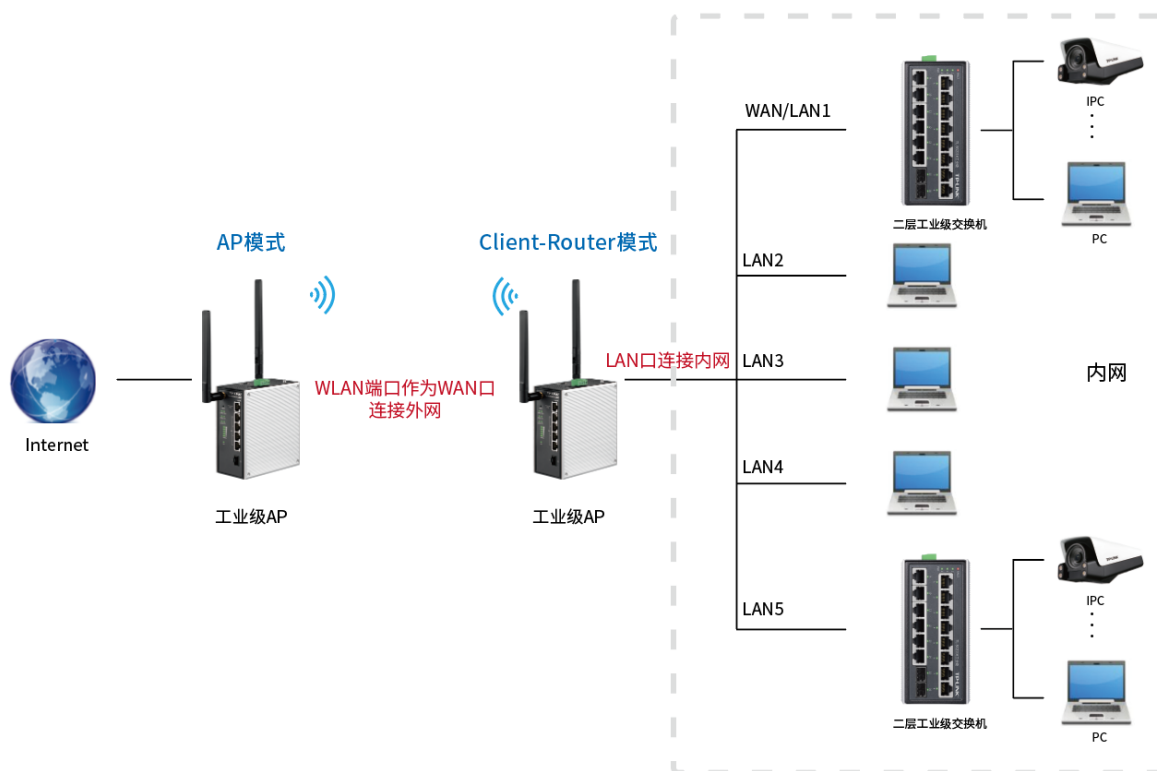 WAN/LAN1
IPC
二层工业级交换机
PC
AP模式
Client-Router模式
LAN2
LAN口连接内网
LAN3
WLAN端口作为WAN口
连接外网
内网
Internet
LAN4
工业级AP
工业级AP
LAN5
IPC
二层工业级交换机
PC
TP-LINK
TP-LINK